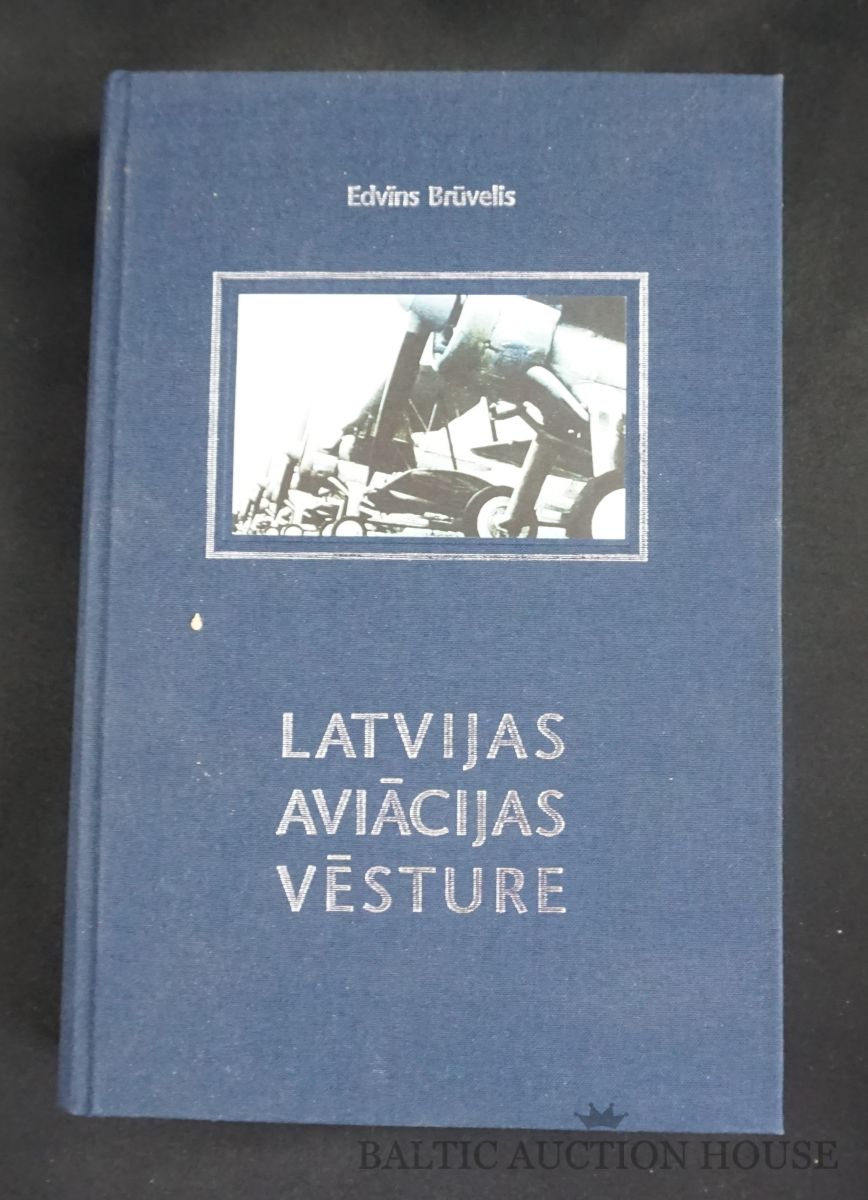 Edvīns Brūvelis
LATVIJAS
AVIĀCIJAS
VĒSTURE
BALTIC AUCTION HOUSE